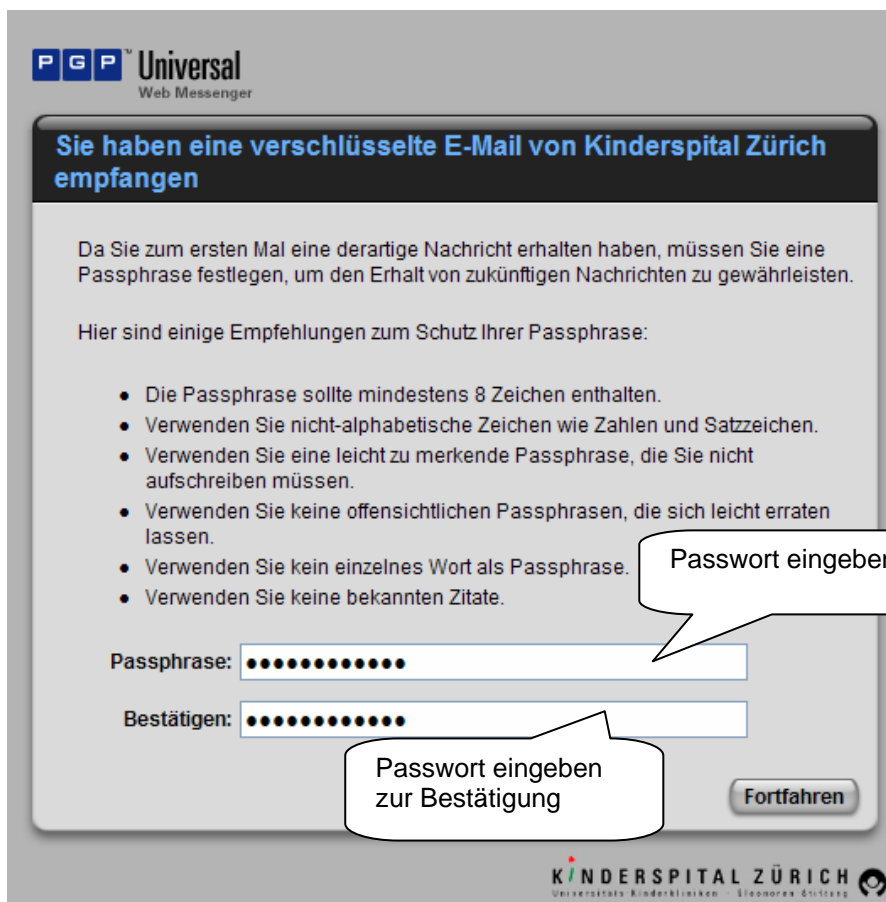 PGP™ Universal
Web Messenger
Sie haben eine verschlüsselte E-Mail von Kinderspital Zürich
empfangen
Da Sie zum ersten Mal eine derartige Nachricht erhalten haben, müssen Sie eine
Passphrase festlegen, um den Erhalt von zukünftigen Nachrichten zu gewährleisten.
Hier sind einige Empfehlungen zum Schutz Ihrer Passphrase:
● Die Passphrase sollte mindestens 8 Zeichen enthalten.
● Verwenden Sie nicht-alphabetische Zeichen wie Zahlen und Satzzeichen.
● Verwenden Sie eine leicht zu merkende Passphrase, die Sie nicht
aufschreiben müssen.
● Verwenden Sie keine offensichtlichen Passphrasen, die sich leicht erraten
lassen.
● Verwenden Sie kein einzelnes Wort als Passphrase.
● Verwenden Sie keine bekannten Zitate.
Passwort eingeben
Passphrase: ●●●●●●●●●●●●
Bestätigen: ●●●●●●●●●●●●
Passwort eingeben
zur Bestätigung
Fortfahren
KINDERSPITAL ZÜRICH
Universitäts Kinderkliniken - Eleonoren Stiftung